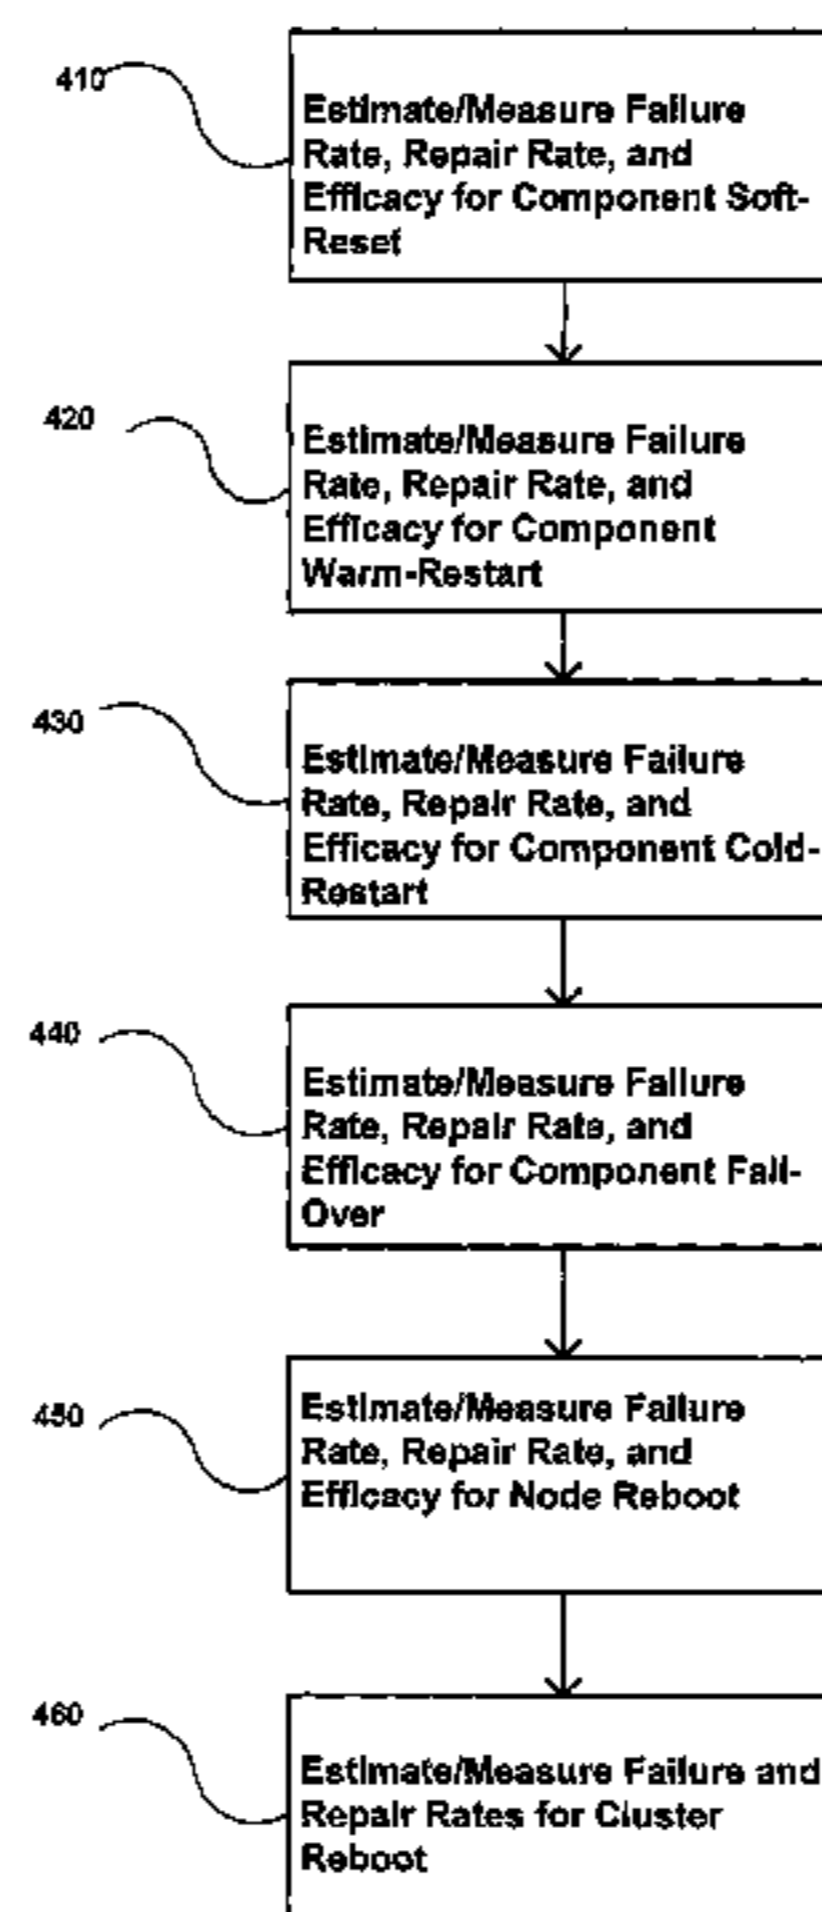 410
Estimate/Measure Failure
Rate, Repair Rate, and
Efficacy for Component Soft-
Reset
420
Estimate/Measure Failure
Rate, Repair Rate, and
Efficacy for Component
Warm-Restart
430
Estimate/Measure Failure
Rate, Repair Rate, and
Efficacy for Component Cold-
Restart
440
Estimate/Measure Failure
Rate, Repair Rate, and
Efficacy for Component Fail-
Over
450
Estimate/Measure Failure
Rate, Repair Rate, and
Efficacy for Node Reboot
460
Estimate/Measure Failure and
Repair Rates for Cluster
Reboot